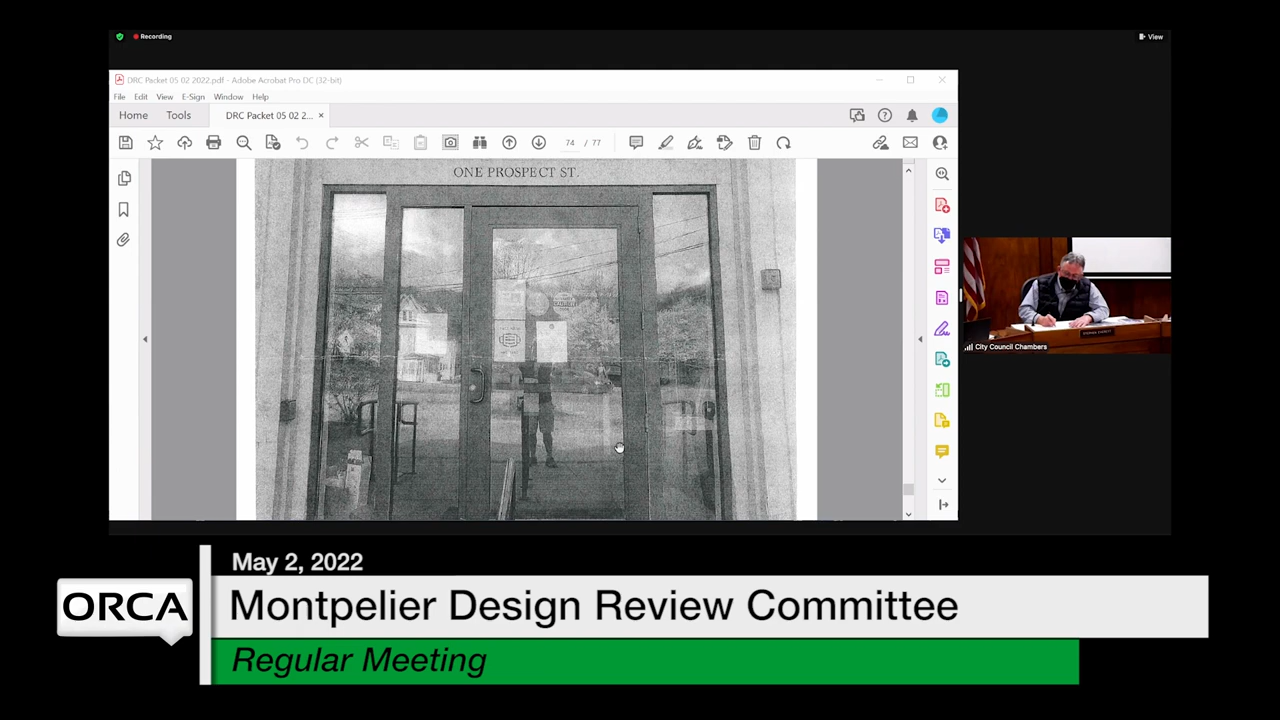 Recording
View
DRC Packet 05 02 2022.pdf - Adobe Acrobat Pro DC (32-bit)
File Edit View E-Sign Window Help
Home Tools DRC Packet 05 02 2... ×
74 / 77
ONE PROSPECT ST.
City Council Chambers
May 2, 2022
ORCA
Montpelier Design Review Committee
Regular Meeting